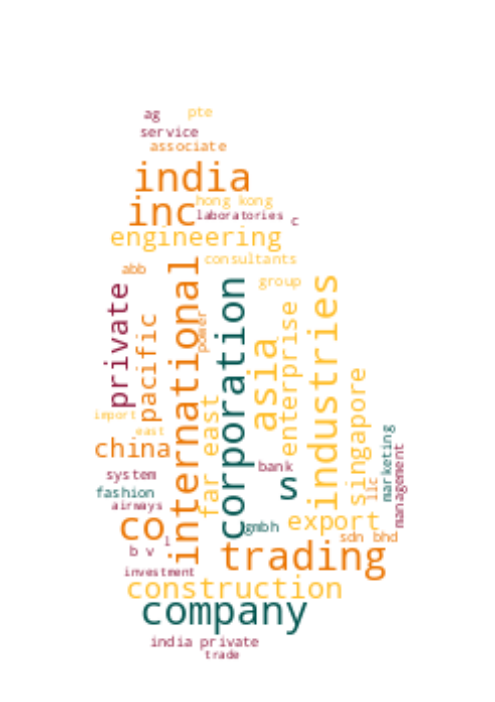 ag
pte
service
associate
india
hong kong
inc
laboratories
c
engineering
consultants
abb
group
private
pacific
international
power
corporation
asia
enterprise
industries
import
east
far east
singapore
china
bank
system
s
llc
marketing
management
fashion
airways
co
l
gmbh
export
sdn bhd
b v
trading
investment
construction
company
india private
trade